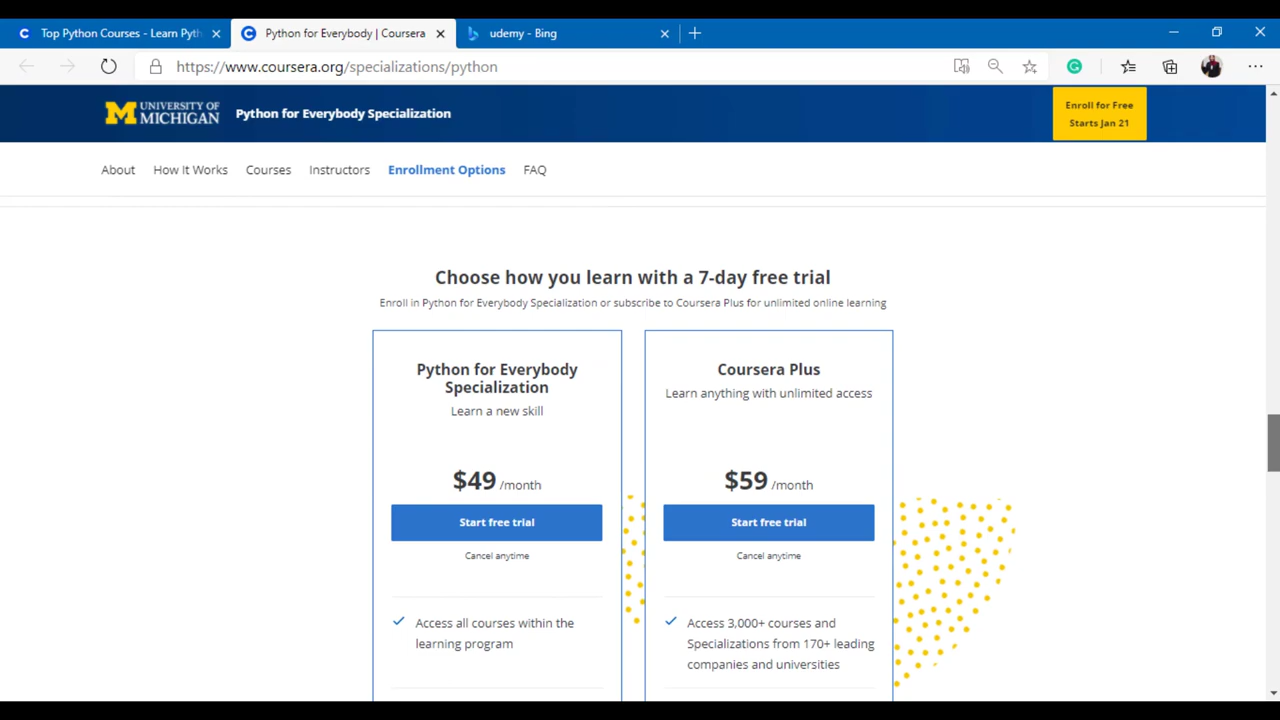 Top Python Courses - Learn Pyth
Python for Everybody | Coursera
udemy - Bing
https://www.coursera.org/specializations/python
UNIVERSITY OF
MICHIGAN
Python for Everybody Specialization
Enroll for Free
Starts Jan 21
About
How It Works
Courses
Instructors
Enrollment Options
FAQ
Choose how you learn with a 7-day free trial
Enroll in Python for Everybody Specialization or subscribe to Coursera Plus for unlimited online learning
Python for Everybody
Specialization
Learn a new skill
$49 /month
Start free trial
Cancel anytime
Access all courses within the
learning program
Coursera Plus
Learn anything with unlimited access
$59 /month
Start free trial
Cancel anytime
Access 3,000+ courses and
Specializations from 170+ leading
companies and universities